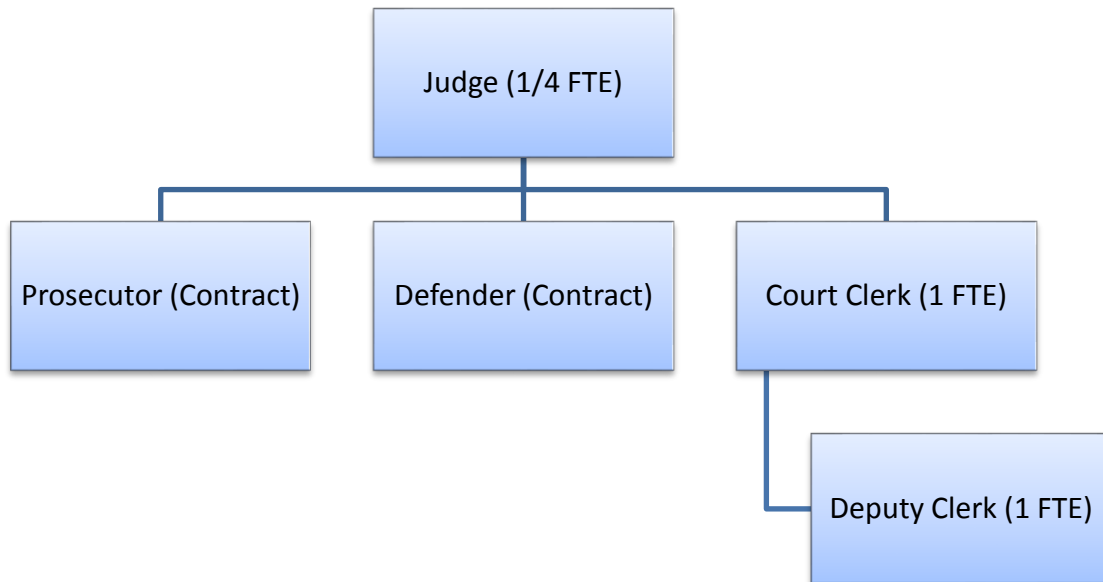 Judge (1/4 FTE)
Prosecutor (Contract)
Defender (Contract)
Court Clerk (1 FTE)
Deputy Clerk (1 FTE)